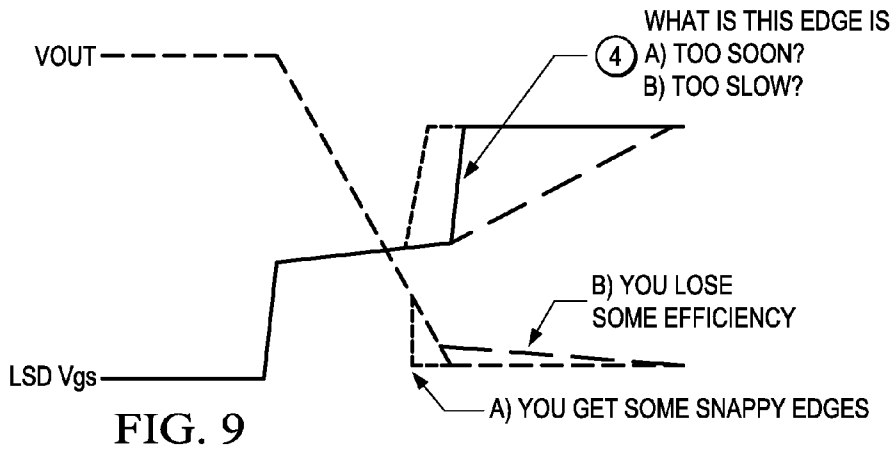 WHAT IS THIS EDGE IS
VOUT
4 A) TOO SOON?
B) TOO SLOW?
B) YOU LOSE
SOME EFFICIENCY
LSD Vgs
A) YOU GET SOME SNAPPY EDGES
FIG. 9